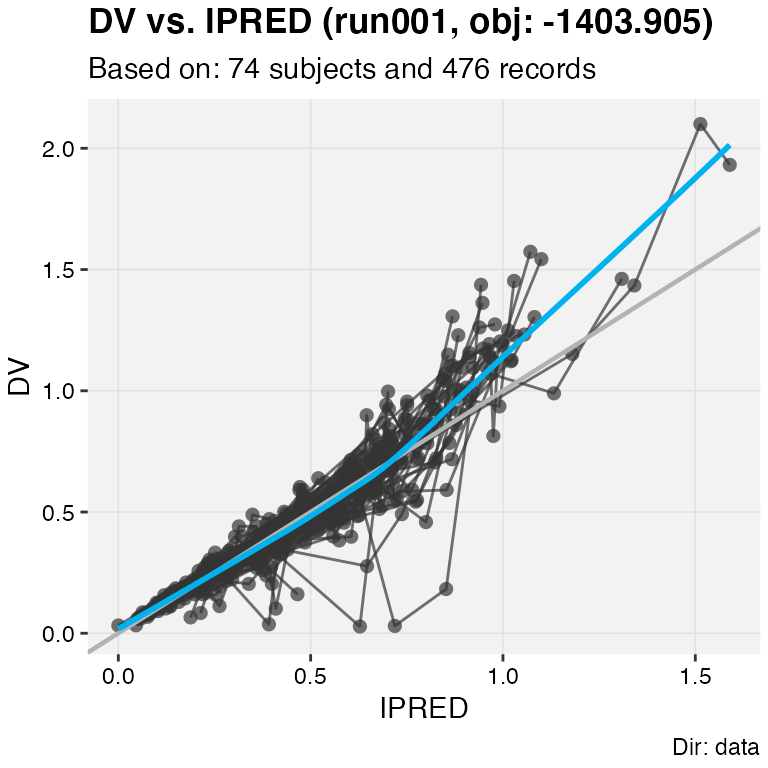 DV vs. IPRED (run001, obj: -1403.905)
Based on: 74 subjects and 476 records
2.0
1.5
1.0
0.5
0.0
DV
0.0 0.5 1.0 1.5
IPRED
Dir: data